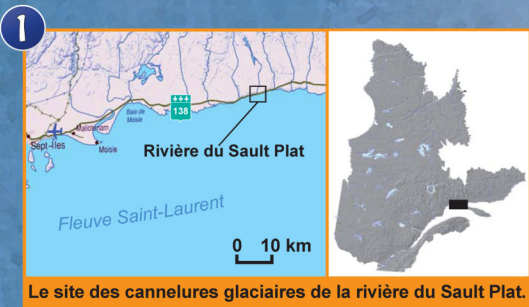 1
138
Baie de
Moisie
Maliotenam
Sept-Iles
Moisie
Rivière du Sault Plat
Fleuve Saint-Laurent
0 10 km
Le site des cannelures glaciaires de la rivière du Sault Plat.